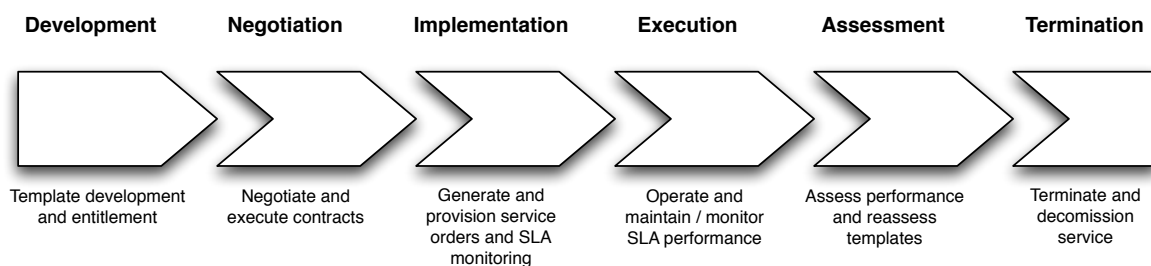 Development
Negotiation
Implementation
Execution
Assessment
Termination
Template development
and entitlement
Negotiate and
execute contracts
Generate and
provision service
orders and SLA
monitoring
Operate and
maintain / monitor
SLA performance
Assess performance
and reassess
templates
Terminate and
decomission
service